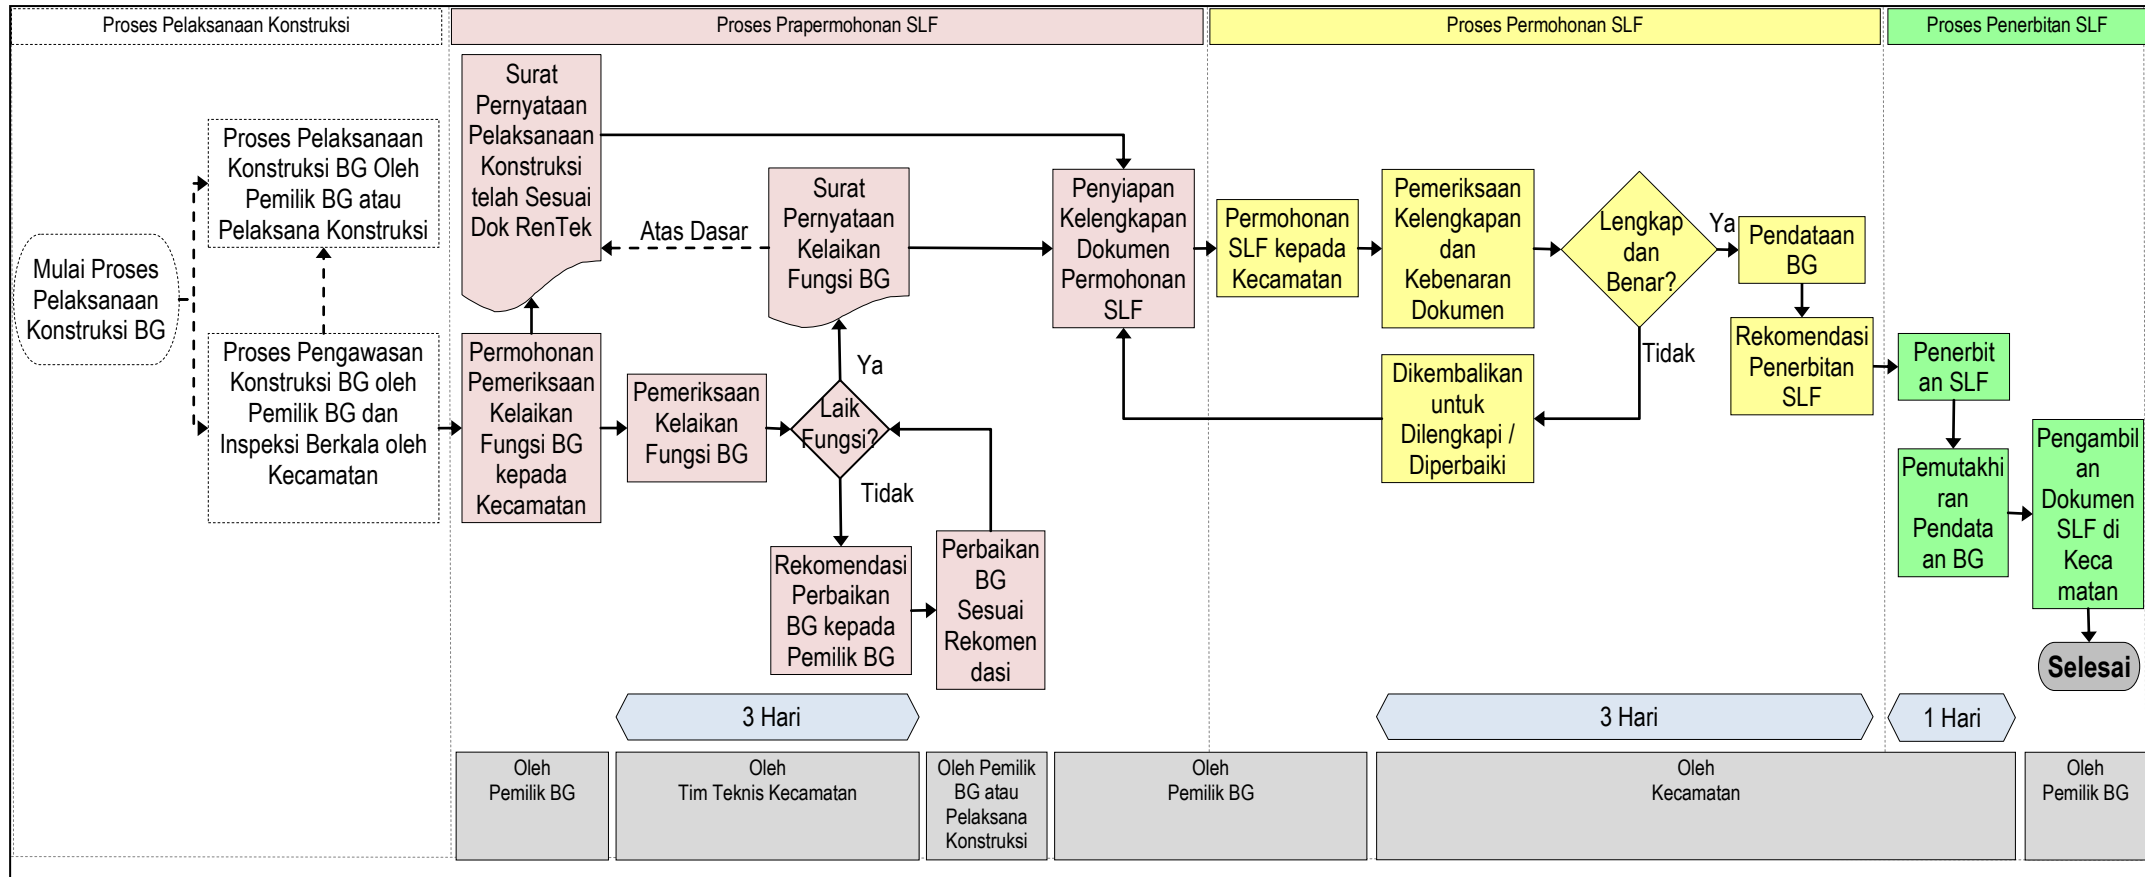 Proses Pelaksanaan Konstruksi
Proses Prapermohonan SLF
Proses Permohonan SLF
Proses Penerbitan SLF
Mulai Proses
Pelaksanaan
Konstruksi BG
Proses Pelaksanaan
Konstruksi BG Oleh
Pemilik BG atau
Pelaksana Konstruksi
Proses Pengawasan
Konstruksi BG oleh
Pemilik BG dan
Inspeksi Berkala oleh
Kecamatan
Surat
Pernyataan
Pelaksanaan
Konstruksi
telah Sesuai
Dok RenTek
Permohonan
Pemeriksaan
Kelaikan
Fungsi BG
kepada
Kecamatan
Pemeriksaan
Kelaikan
Fungsi BG
Atas Dasar
Surat
Pernyataan
Kelaikan
Fungsi BG
Ya
Laik
Fungsi?
Tidak
Rekomendasi
Perbaikan
BG kepada
Pemilik BG
Perbaikan
BG
Sesuai
Rekomen
dasi
Penyiapan
Kelengkapan
Dokumen
Permohonan
SLF
Permohonan
SLF kepada
Kecamatan
Pemeriksaan
Kelengkapan
dan
Kebenaran
Dokumen
Lengkap
dan
Benar?
Ya
Tidak
Dikembalikan
untuk
Dilengkapi /
Diperbaiki
Pendataan
BG
Rekomendasi
Penerbitan
SLF
Penerbit
an SLF
Pemutakhi
ran
Pendata
an BG
Pengambil
an
Dokumen
SLF di
Keca
matan
Selesai
3 Hari
3 Hari
1 Hari
Oleh
Pemilik BG
Oleh
Tim Teknis Kecamatan
Oleh Pemilik
BG atau
Pelaksana
Konstruksi
Oleh
Pemilik BG
Oleh
Kecamatan
Oleh
Pemilik BG